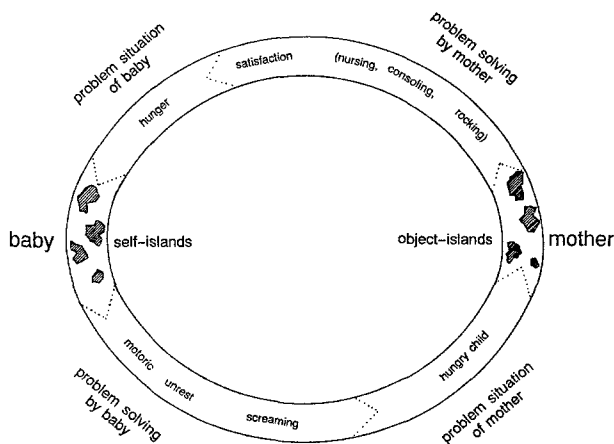 problem situation
of baby
problem solving
by mother
satisfaction
(nursing, consoling,
rocking)
hunger
baby
self-islands
object-islands
mother
motoric unrest
screaming
hungry child
problem solving
by baby
problem situation
of mother